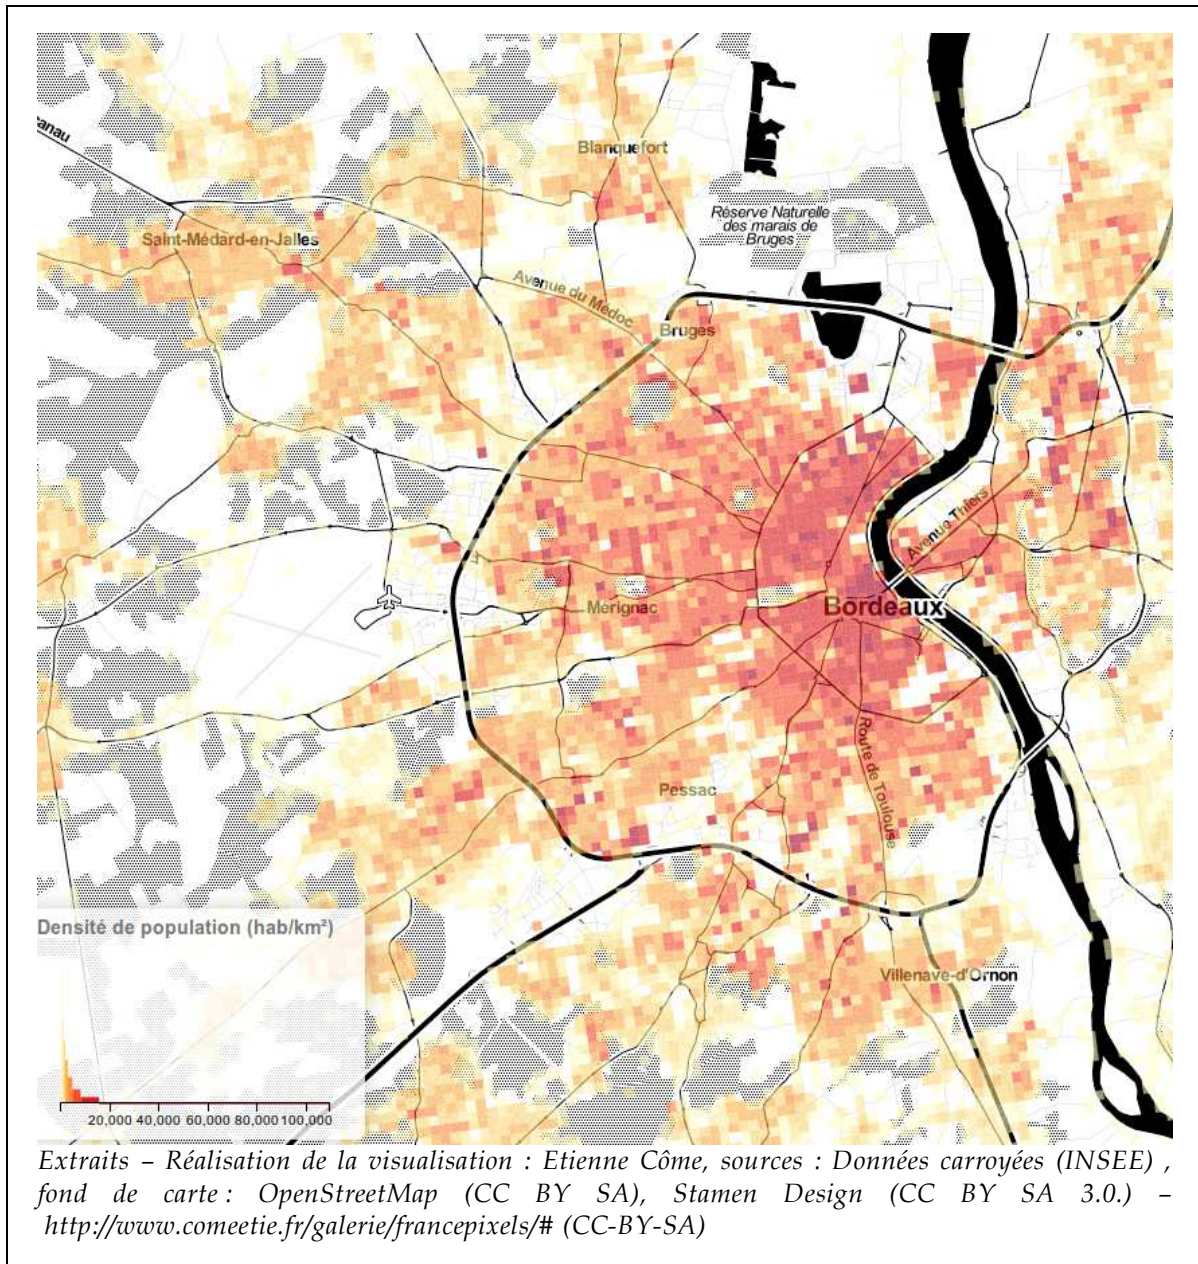 anau
Blanquefort
Réserve Naturelle
des marais de
Bruges
Saint-Médard-en-Jalles
Avenue du Médoc
Bruges
Avenue Thiers
Mérignac
Bordeaux
Route de Toulouse
Pessac
Densité de population (hab/km²)
Villenave-d'Ornon
20,000 40,000 60,000 80,000 100,000
Extraits – Réalisation de la visualisation : Etienne Côme, sources : Données carroyées (INSEE) ,
fond de carte : OpenStreetMap (CC BY SA), Stamen Design (CC BY SA 3.0.) –
http://www.comeetie.fr/galerie/francepixels/# (CC-BY-SA)